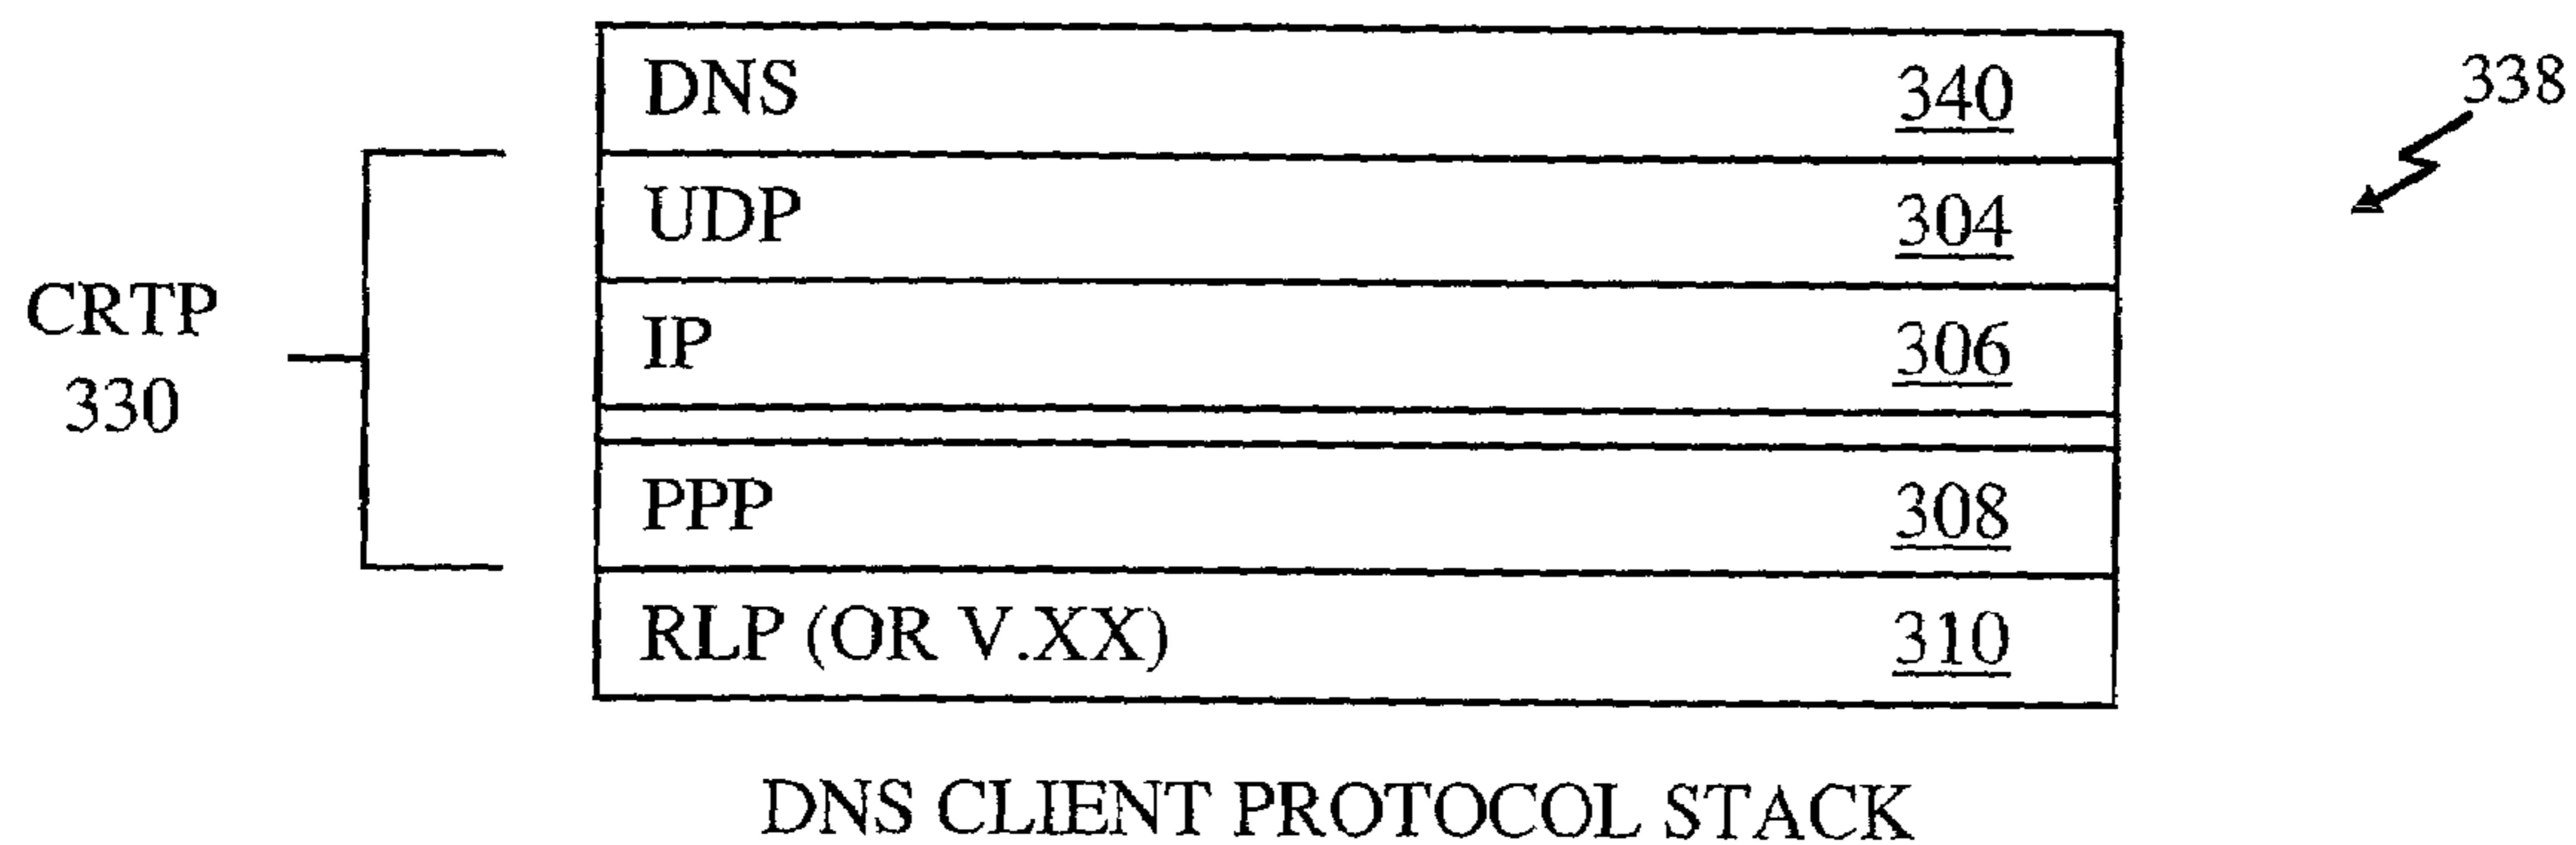 DNS 340
338
UDP 304
CRTP
330
IP 306
PPP 308
RLP (OR V.XX) 310
DNS CLIENT PROTOCOL STACK